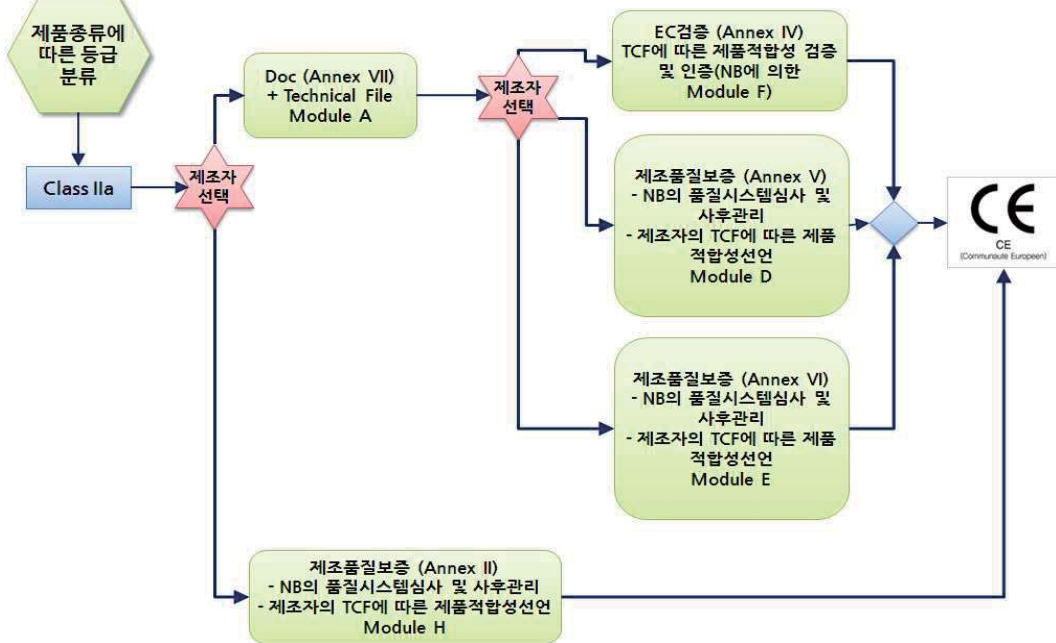 제품종류에
따른 등급
분류
Class IIa
제조자
선택
Doc (Annex VII)
+ Technical File
Module A
제조자
선택
EC검증 (Annex IV)
TCF에 따른 제품적합성 검증
및 인증(NB에 의한
Module F)
제조품질보증 (Annex V)
- NB의 품질시스템심사 및
사후관리
- 제조자의 TCF에 따른 제품
적합성선언
Module D
제조품질보증 (Annex VI)
- NB의 품질시스템심사 및
사후관리
- 제조자의 TCF에 따른 제품
적합성선언
Module E
제조품질보증 (Annex II)
- NB의 품질시스템심사 및 사후관리
- 제조자의 TCF에 따른 제품적합성선언
Module H
CE
CE
(Communaute Europeen)